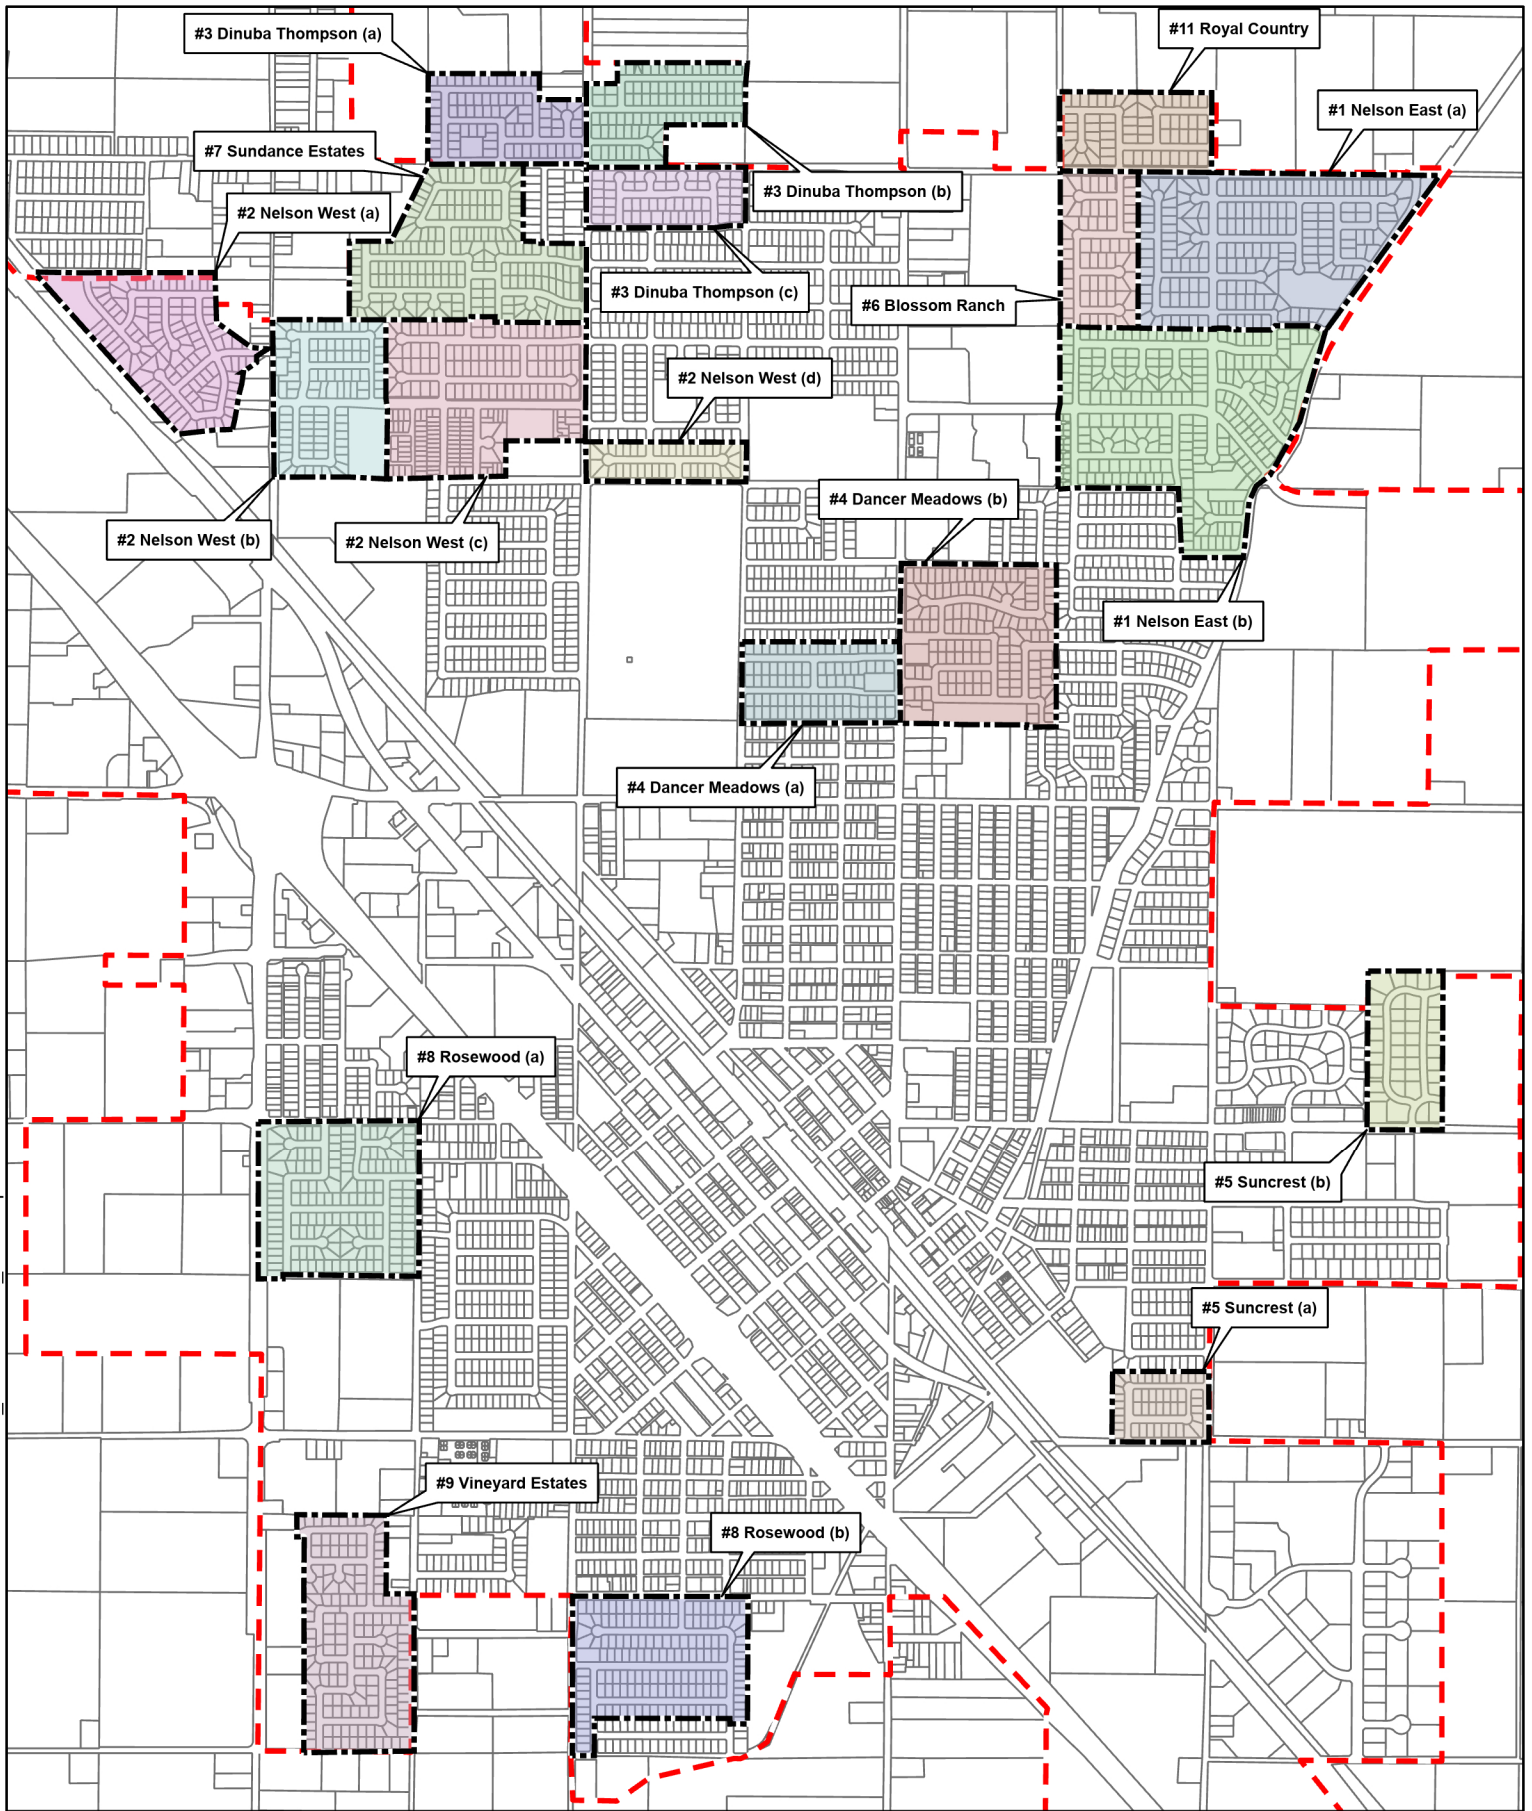 #3 Dinuba Thompson (a)
#11 Royal Country
#1 Nelson East (a)
#7 Sundance Estates
#3 Dinuba Thompson (b)
#2 Nelson West (a)
#3 Dinuba Thompson (c)
#6 Blossom Ranch
#2 Nelson West (d)
#4 Dancer Meadows (b)
#2 Nelson West (b)
#2 Nelson West (c)
#1 Nelson East (b)
#4 Dancer Meadows (a)
#8 Rosewood (a)
#5 Suncrest (b)
#5 Suncrest (a)
#9 Vineyard Estates
#8 Rosewood (b)